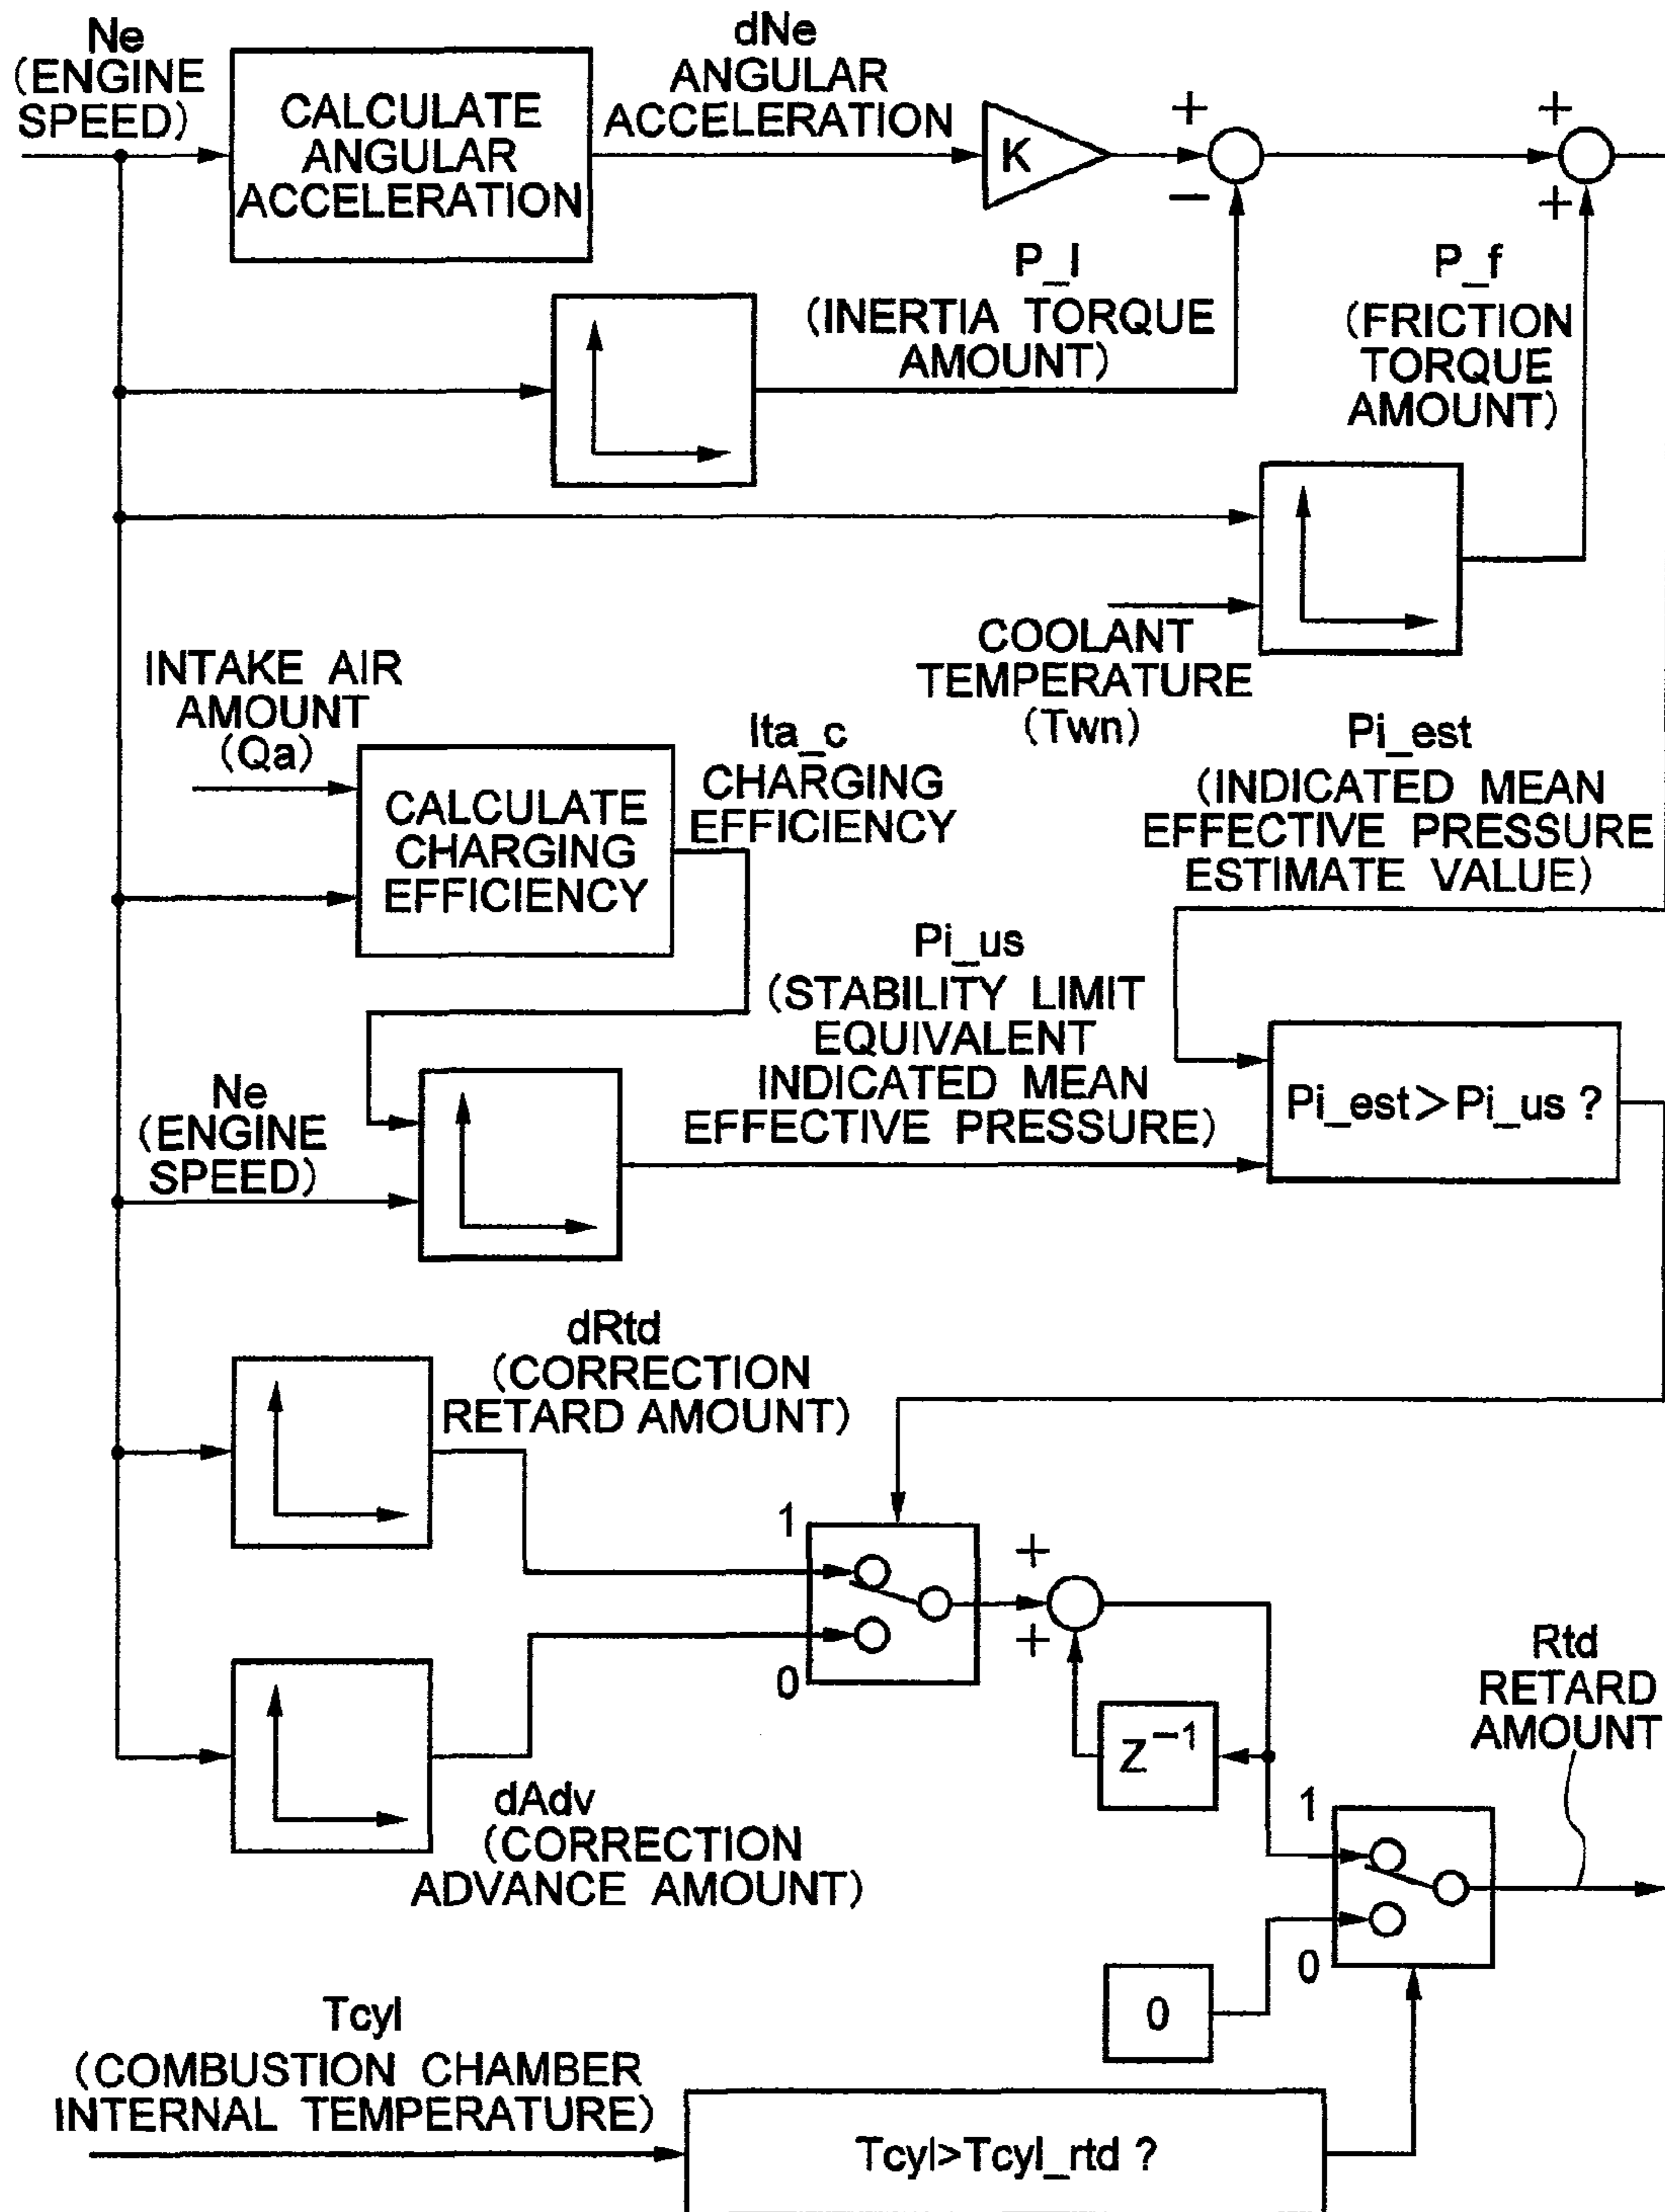 Ne
(ENGINE
SPEED)
CALCULATE
ANGULAR
ACCELERATION
dNe
ANGULAR
ACCELERATION
K
+
−
+
+
P_I
(INERTIA TORQUE
AMOUNT)
P_f
(FRICTION
TORQUE
AMOUNT)
COOLANT
TEMPERATURE
(Twn)
INTAKE AIR
AMOUNT
(Qa)
CALCULATE
CHARGING
EFFICIENCY
Ita_c
CHARGING
EFFICIENCY
Pi_est
(INDICATED MEAN
EFFECTIVE PRESSURE
ESTIMATE VALUE)
Pi_us
(STABILITY LIMIT
EQUIVALENT
INDICATED MEAN
EFFECTIVE PRESSURE)
Ne
(ENGINE
SPEED)
Pi_est>Pi_us ?
dRtd
(CORRECTION
RETARD AMOUNT)
1
0
+
+
Z−1
dAdv
(CORRECTION
ADVANCE AMOUNT)
Rtd
RETARD
AMOUNT
1
0
0
Tcyl
(COMBUSTION CHAMBER
INTERNAL TEMPERATURE)
Tcyl>Tcyl_rtd ?